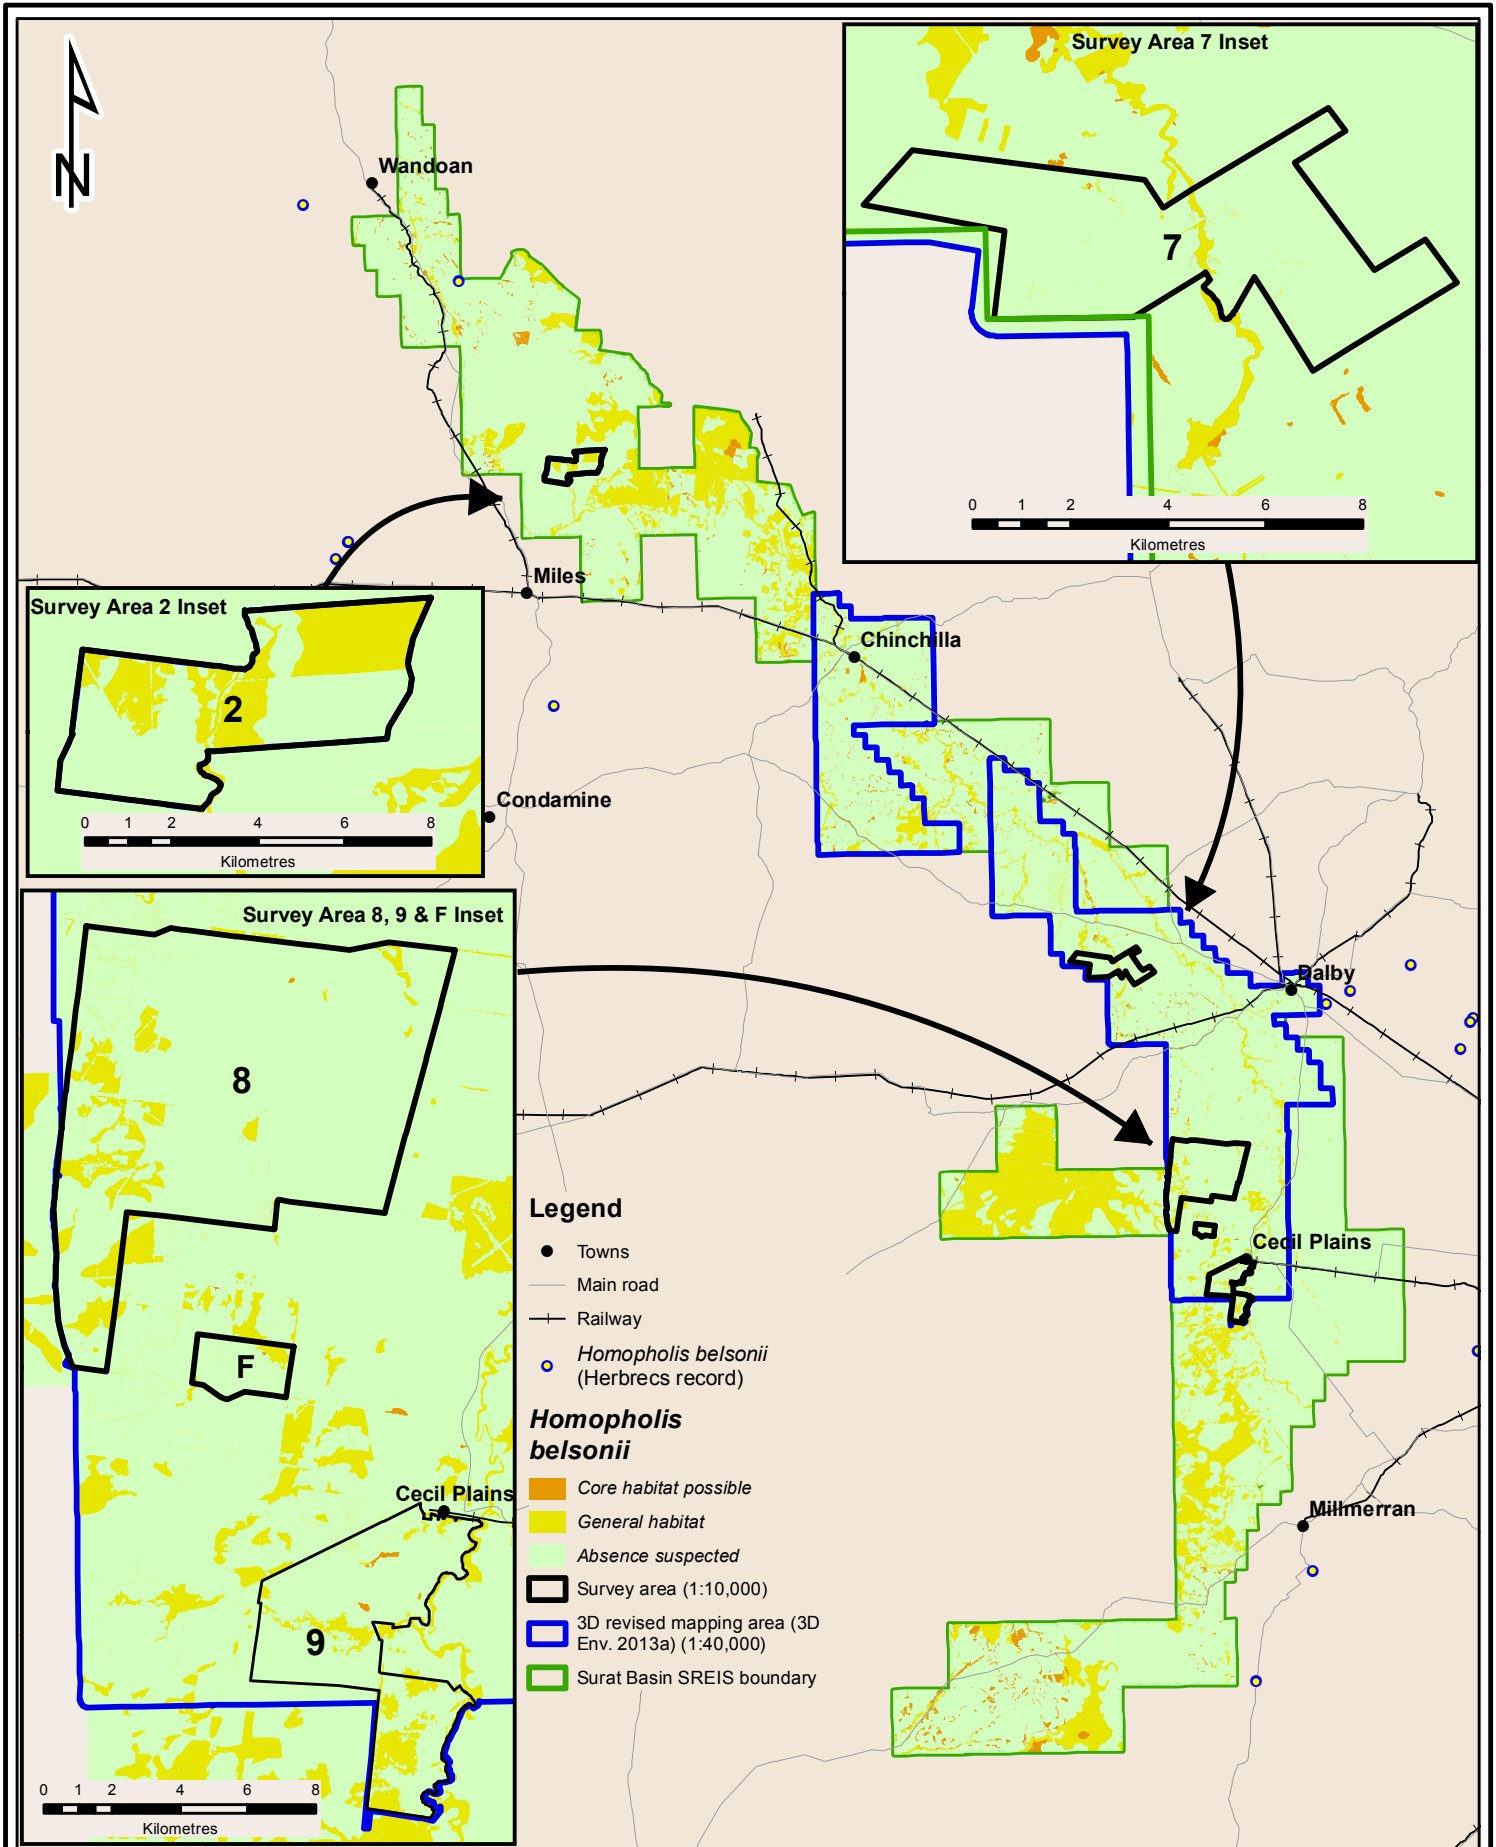 Survey Area 7 Inset
N
Wandoan
7
0 1 2 4 6 8
Kilometres
Miles
Survey Area 2 Inset
2
0 1 2 4 6 8
Kilometres
Chinchilla
Condamine
Survey Area 8, 9 & F Inset
8
F
Cecil Plains
9
0 1 2 4 6 8
Kilometres
Dalby
Cecil Plains
Millmerran
Legend
Towns
Main road
Railway
Homopholis belsonii
(Herbrecs record)
Homopholis
belsonii
Core habitat possible
General habitat
Absence suspected
Survey area (1:10,000)
3D revised mapping area (3D
Env. 2013a) (1:40,000)
Surat Basin SREIS boundary